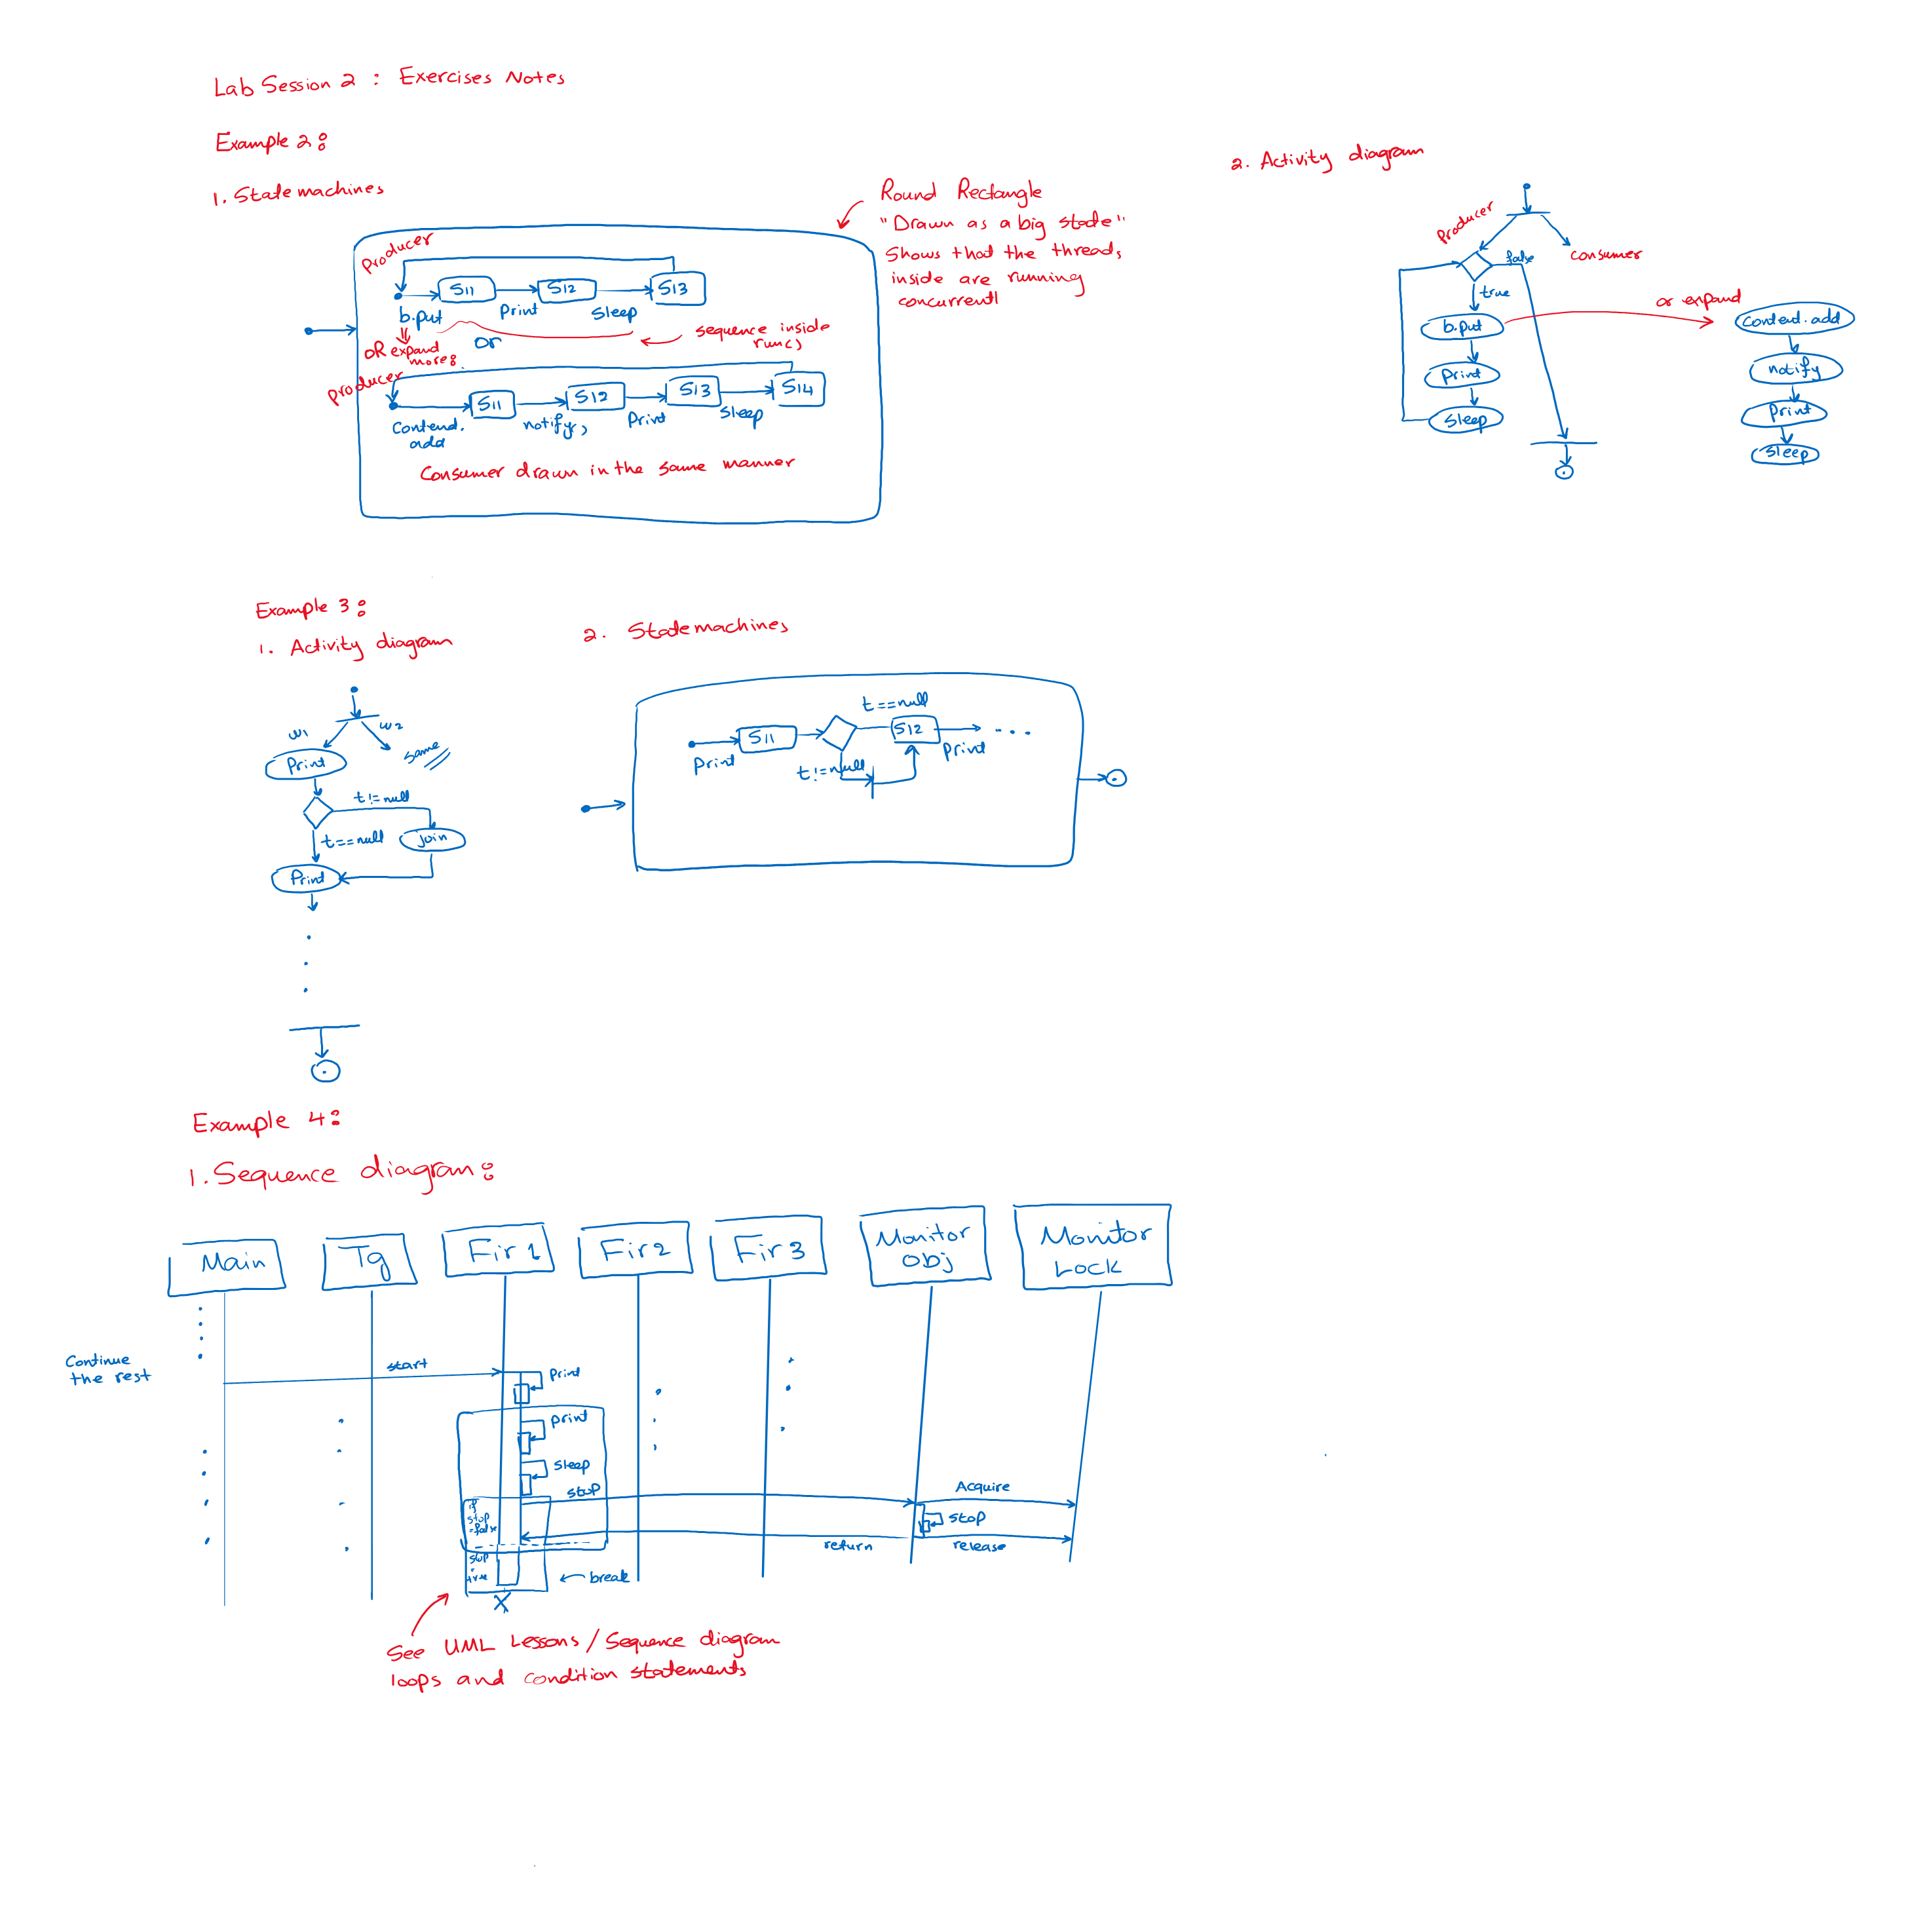 Lab Session 2 : Exercises Notes
Example 2:
1. State machines
Round Rectangle
"Drawn as a big state"
Shows that the threads
inside are running
concurrentl
Producer
S11
S12
S13
b.put
Print
Sleep
OR expand
more:
or
sequence inside
run()
Producer
S11
S12
S13
S14
Contend.
add
notify
Print
Sleep
Consumer drawn in the same manner
2. Activity diagram
Producer
Consumer
false
true
b.put
Print
Sleep
or expand
Contend.add
notify
Print
Sleep
Example 3:
1. Activity diagram
W1
W2
Same
Print
t!=null
t==null
join
Print
2. State machines
t==null
S11
S12
Print
Print
t!=null
Example 4:
1. Sequence diagram:
Main
Tg
Fir 1
Fir 2
Fir 3
Monitor
Obj
Monitor
Lock
Continue
the rest
start
Print
print
Sleep
stop
Acquire
if
stop
=false
stop
return
release
stop
=true
break
See UML Lessons / Sequence diagram
loops and condition statements